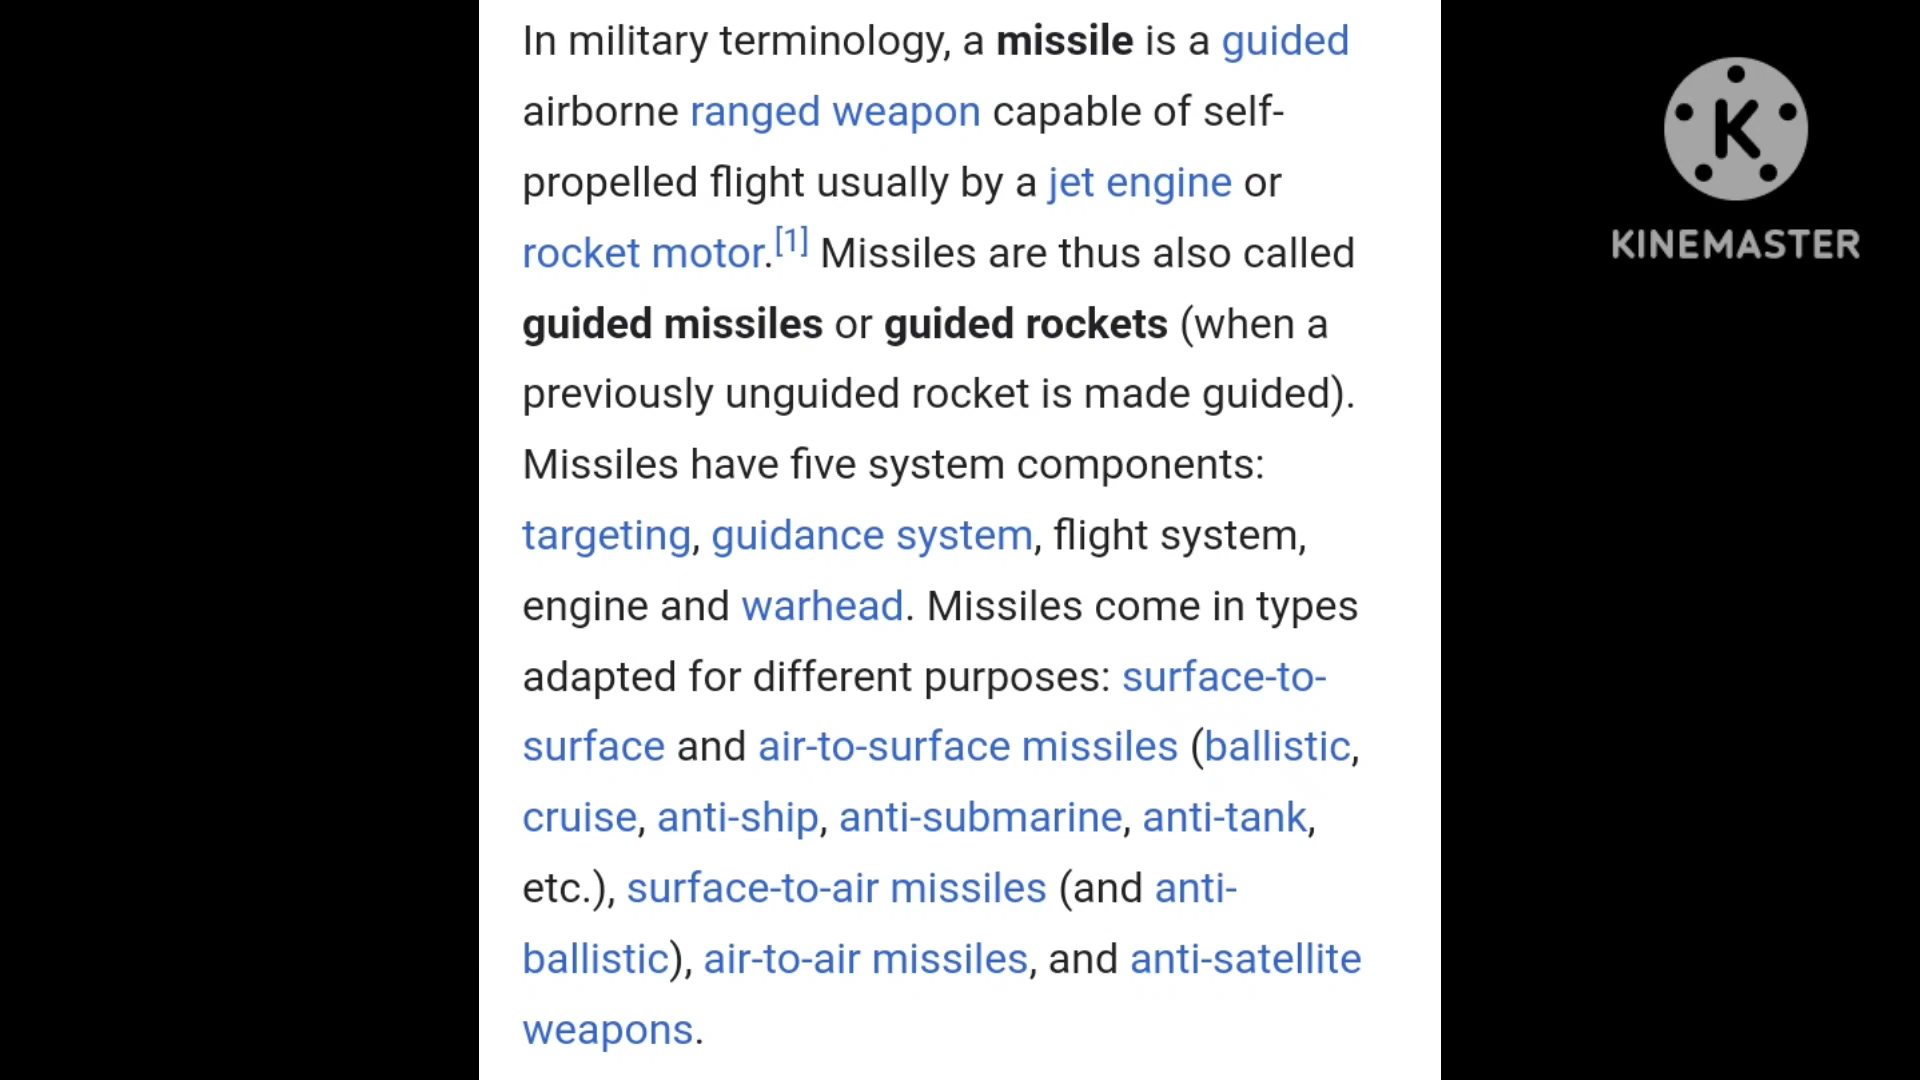 In military terminology, a missile is a guided
airborne ranged weapon capable of self-
propelled flight usually by a jet engine or
rocket motor.[1] Missiles are thus also called
guided missiles or guided rockets (when a
previously unguided rocket is made guided).
Missiles have five system components:
targeting, guidance system, flight system,
engine and warhead. Missiles come in types
adapted for different purposes: surface-to-
surface and air-to-surface missiles (ballistic,
cruise, anti-ship, anti-submarine, anti-tank,
etc.), surface-to-air missiles (and anti-
ballistic), air-to-air missiles, and anti-satellite
weapons.
K
KINEMASTER